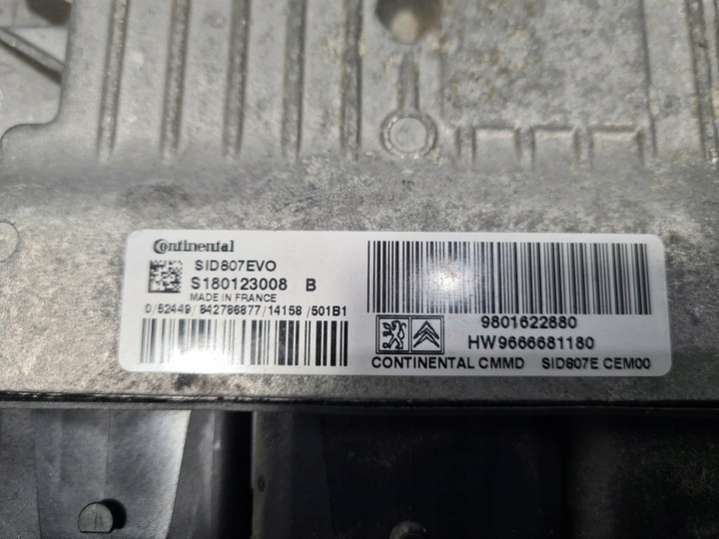 Continental
SID807EVO
S180123008 B
MADE IN FRANCE
0/52449/842786877/14158/501B1
9801622880
HW9666681180
CONTINENTAL CMMD SID807E CEM00